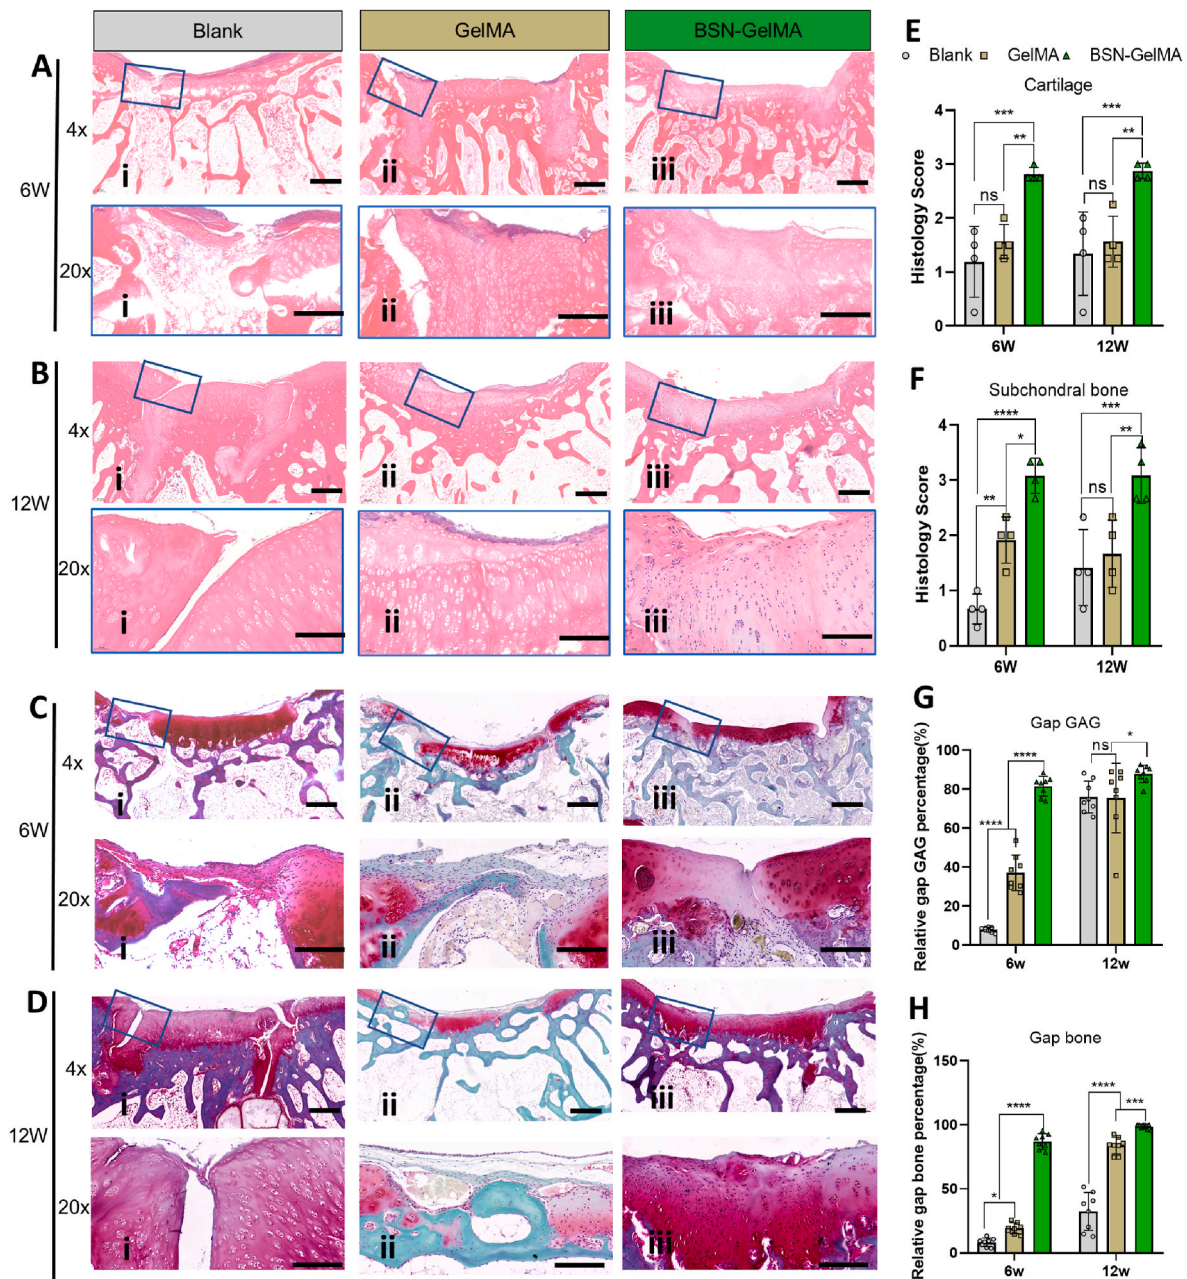 Blank
GelMA
BSN-GelMA
A
4x
6W
20x
i
ii
iii
i
ii
iii
B
4x
12W
20x
i
ii
iii
i
ii
iii
C
4x
6W
20x
i
ii
iii
i
ii
iii
D
4x
12W
20x
i
ii
iii
i
ii
iii
E
Blank GelMA BSN-GelMA
Cartilage
Histology Score
4
3
2
1
0
*** ** ns
*** ** ns
6W 12W
F
Subchondral bone
Histology Score
4
3
2
1
0
**** * **
*** ** ns
6W 12W
G
Gap GAG
Relative gap GAG percentage(%)
100
80
60
40
20
0
**** ****
ns *
6w 12w
H
Gap bone
Relative gap bone percentage(%)
150
100
50
0
**** *
**** ***
6w 12w